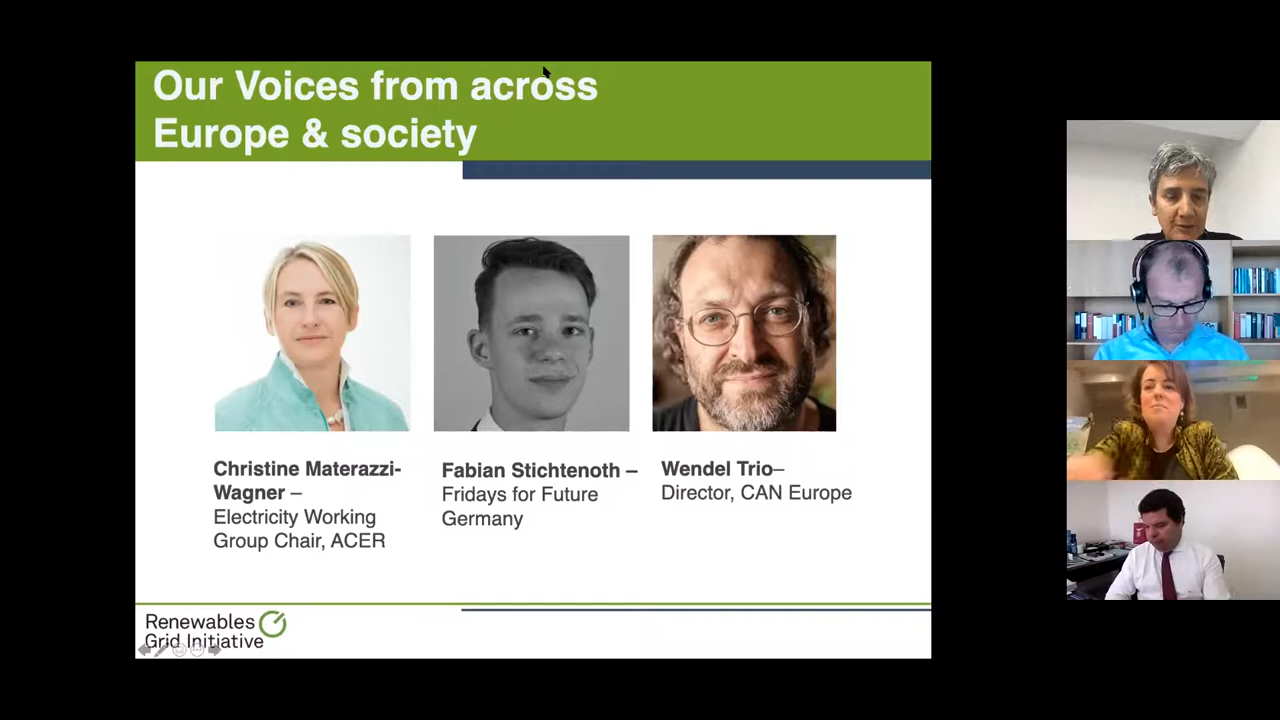 Our Voices from across
Europe & society
Christine Materazzi-
Wagner –
Electricity Working
Group Chair, ACER
Fabian Stichtenoth –
Fridays for Future
Germany
Wendel Trio–
Director, CAN Europe
Renewables
Grid Initiative